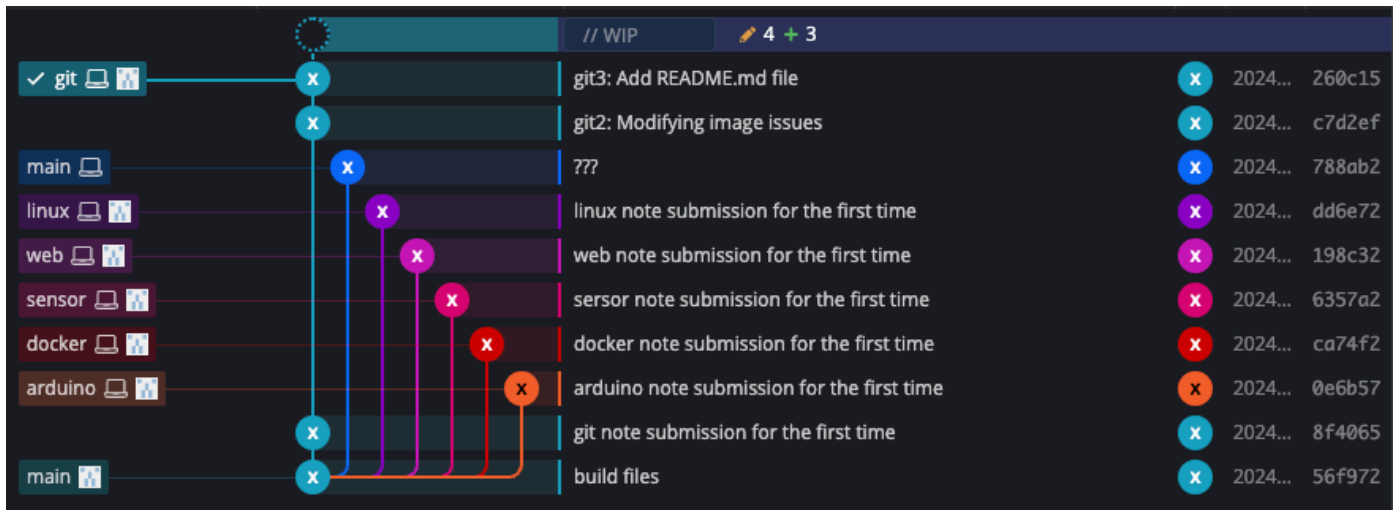 // WIP 4 + 3
git X git3: Add README.md file X 2024... 260c15
X git2: Modifying image issues X 2024... c7d2ef
main X ??? X 2024... 788ab2
linux X linux note submission for the first time X 2024... dd6e72
web X web note submission for the first time X 2024... 198c32
sensor X sersor note submission for the first time X 2024... 6357a2
docker X docker note submission for the first time X 2024... ca74f2
arduino X arduino note submission for the first time X 2024... 0e6b57
X git note submission for the first time X 2024... 8f4065
main X build files X 2024... 56f972